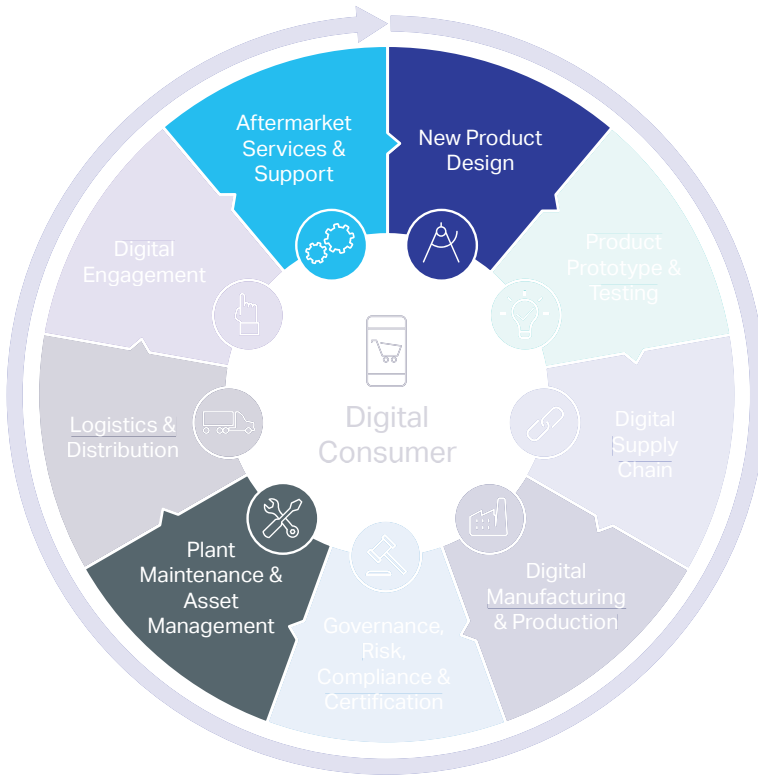 Aftermarket
Services &
Support
New Product
Design
Product
Prototype &
Testing
Digital
Supply
Chain
Digital
Manufacturing
& Production
Governance,
Risk,
Compliance &
Certification
Plant
Maintenance &
Asset
Management
Logistics &
Distribution
Digital
Engagement
Digital
Consumer